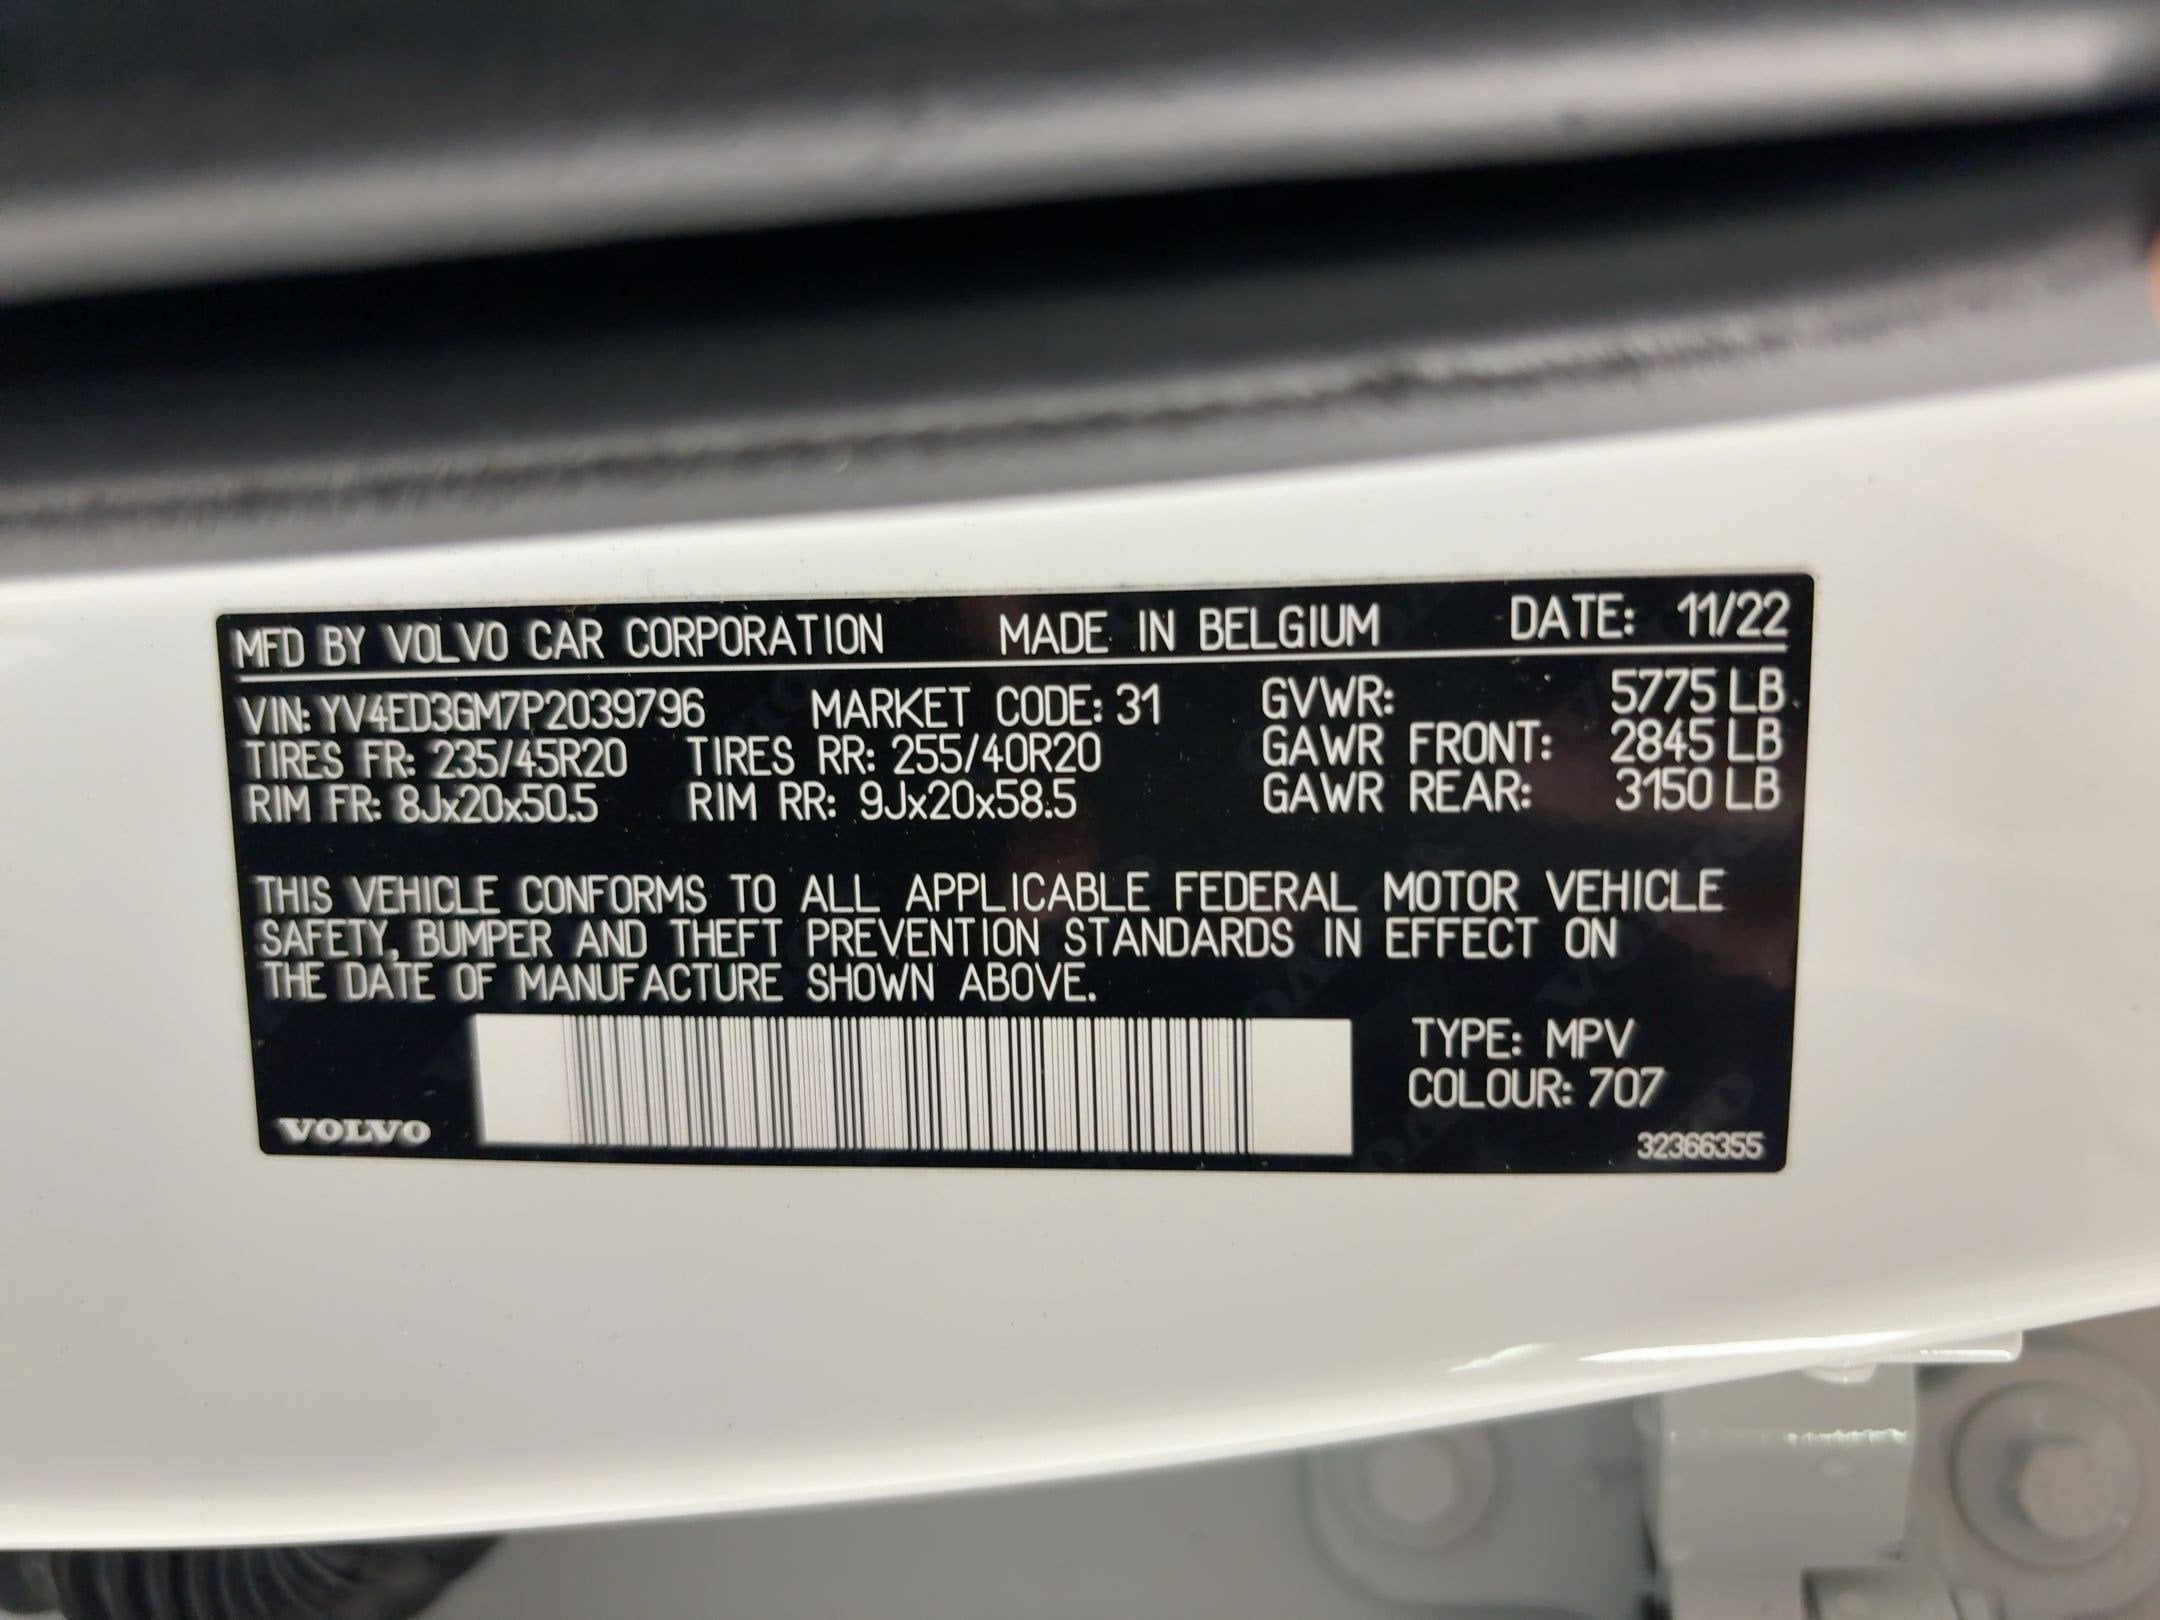 MFD BY VOLVO CAR CORPORATION MADE IN BELGIUM DATE: 11/22
VIN: YV4ED3GM7P2039796 MARKET CODE: 31 GVWR: 5775 LB
TIRES FR: 235/45R20 TIRES RR: 255/40R20 GAWR FRONT: 2845 LB
RIM FR: 8Jx20x50.5 RIM RR: 9Jx20x58.5 GAWR REAR: 3150 LB
THIS VEHICLE CONFORMS TO ALL APPLICABLE FEDERAL MOTOR VEHICLE
SAFETY, BUMPER AND THEFT PREVENTION STANDARDS IN EFFECT ON
THE DATE OF MANUFACTURE SHOWN ABOVE.
TYPE: MPV
COLOUR: 707
VOLVO
32366355